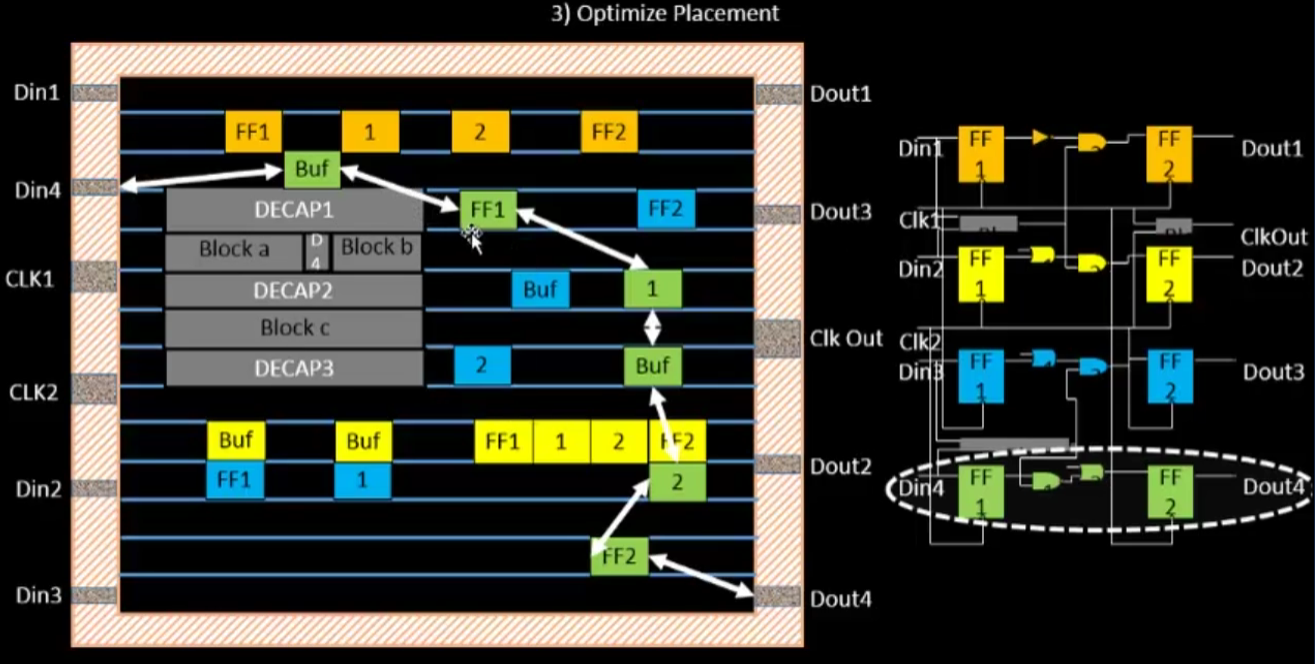 3) Optimize Placement
Din1
Din4
CLK1
CLK2
Din2
Din3
FF1 1 2 FF2
Buf
DECAP1 FF1 FF2
Block a D 4 Block b
DECAP2 Buf 1
Block c
DECAP3 2 Buf
Buf Buf FF1 1 2 FF2
FF1 1 2
FF2
Dout1
Dout3
Clk Out
Dout2
Dout4
Din1 FF 1 FF 2 Dout1
Clk1 ClkOut
Din2 FF 1 FF 2 Dout2
Clk2
Din3 FF 1 FF 2 Dout3
Din4 FF 1 FF 2 Dout4